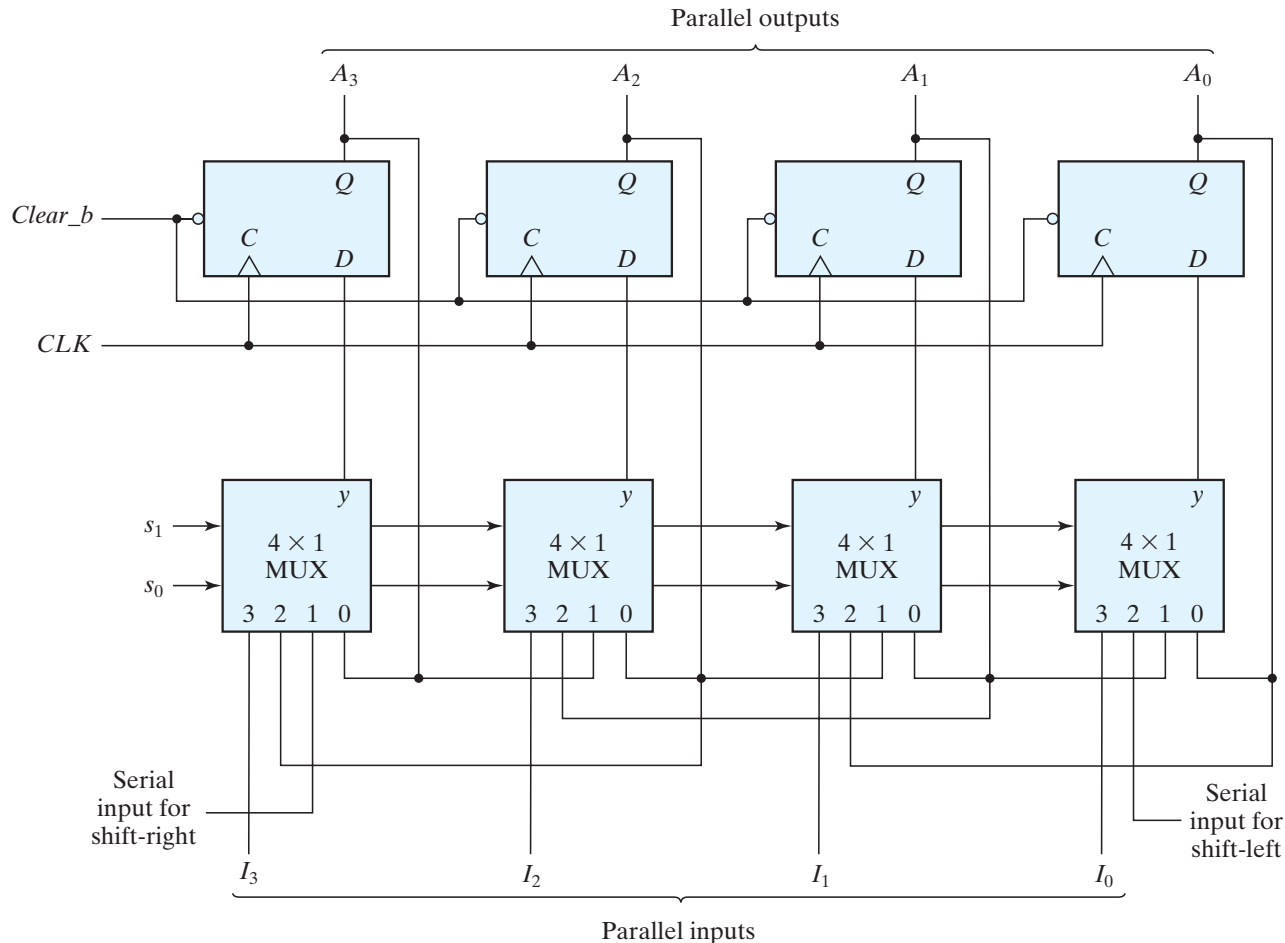 Parallel outputs
A₃ A₂ A₁ A₀
Q Q Q Q
Clear_b
C C C C
D D D D
CLK
y y y y
s₁
4 × 1 4 × 1 4 × 1 4 × 1
MUX MUX MUX MUX
s₀
3 2 1 0 3 2 1 0 3 2 1 0 3 2 1 0
Serial
input for
shift-right
Serial
input for
shift-left
I₃ I₂ I₁ I₀
Parallel inputs